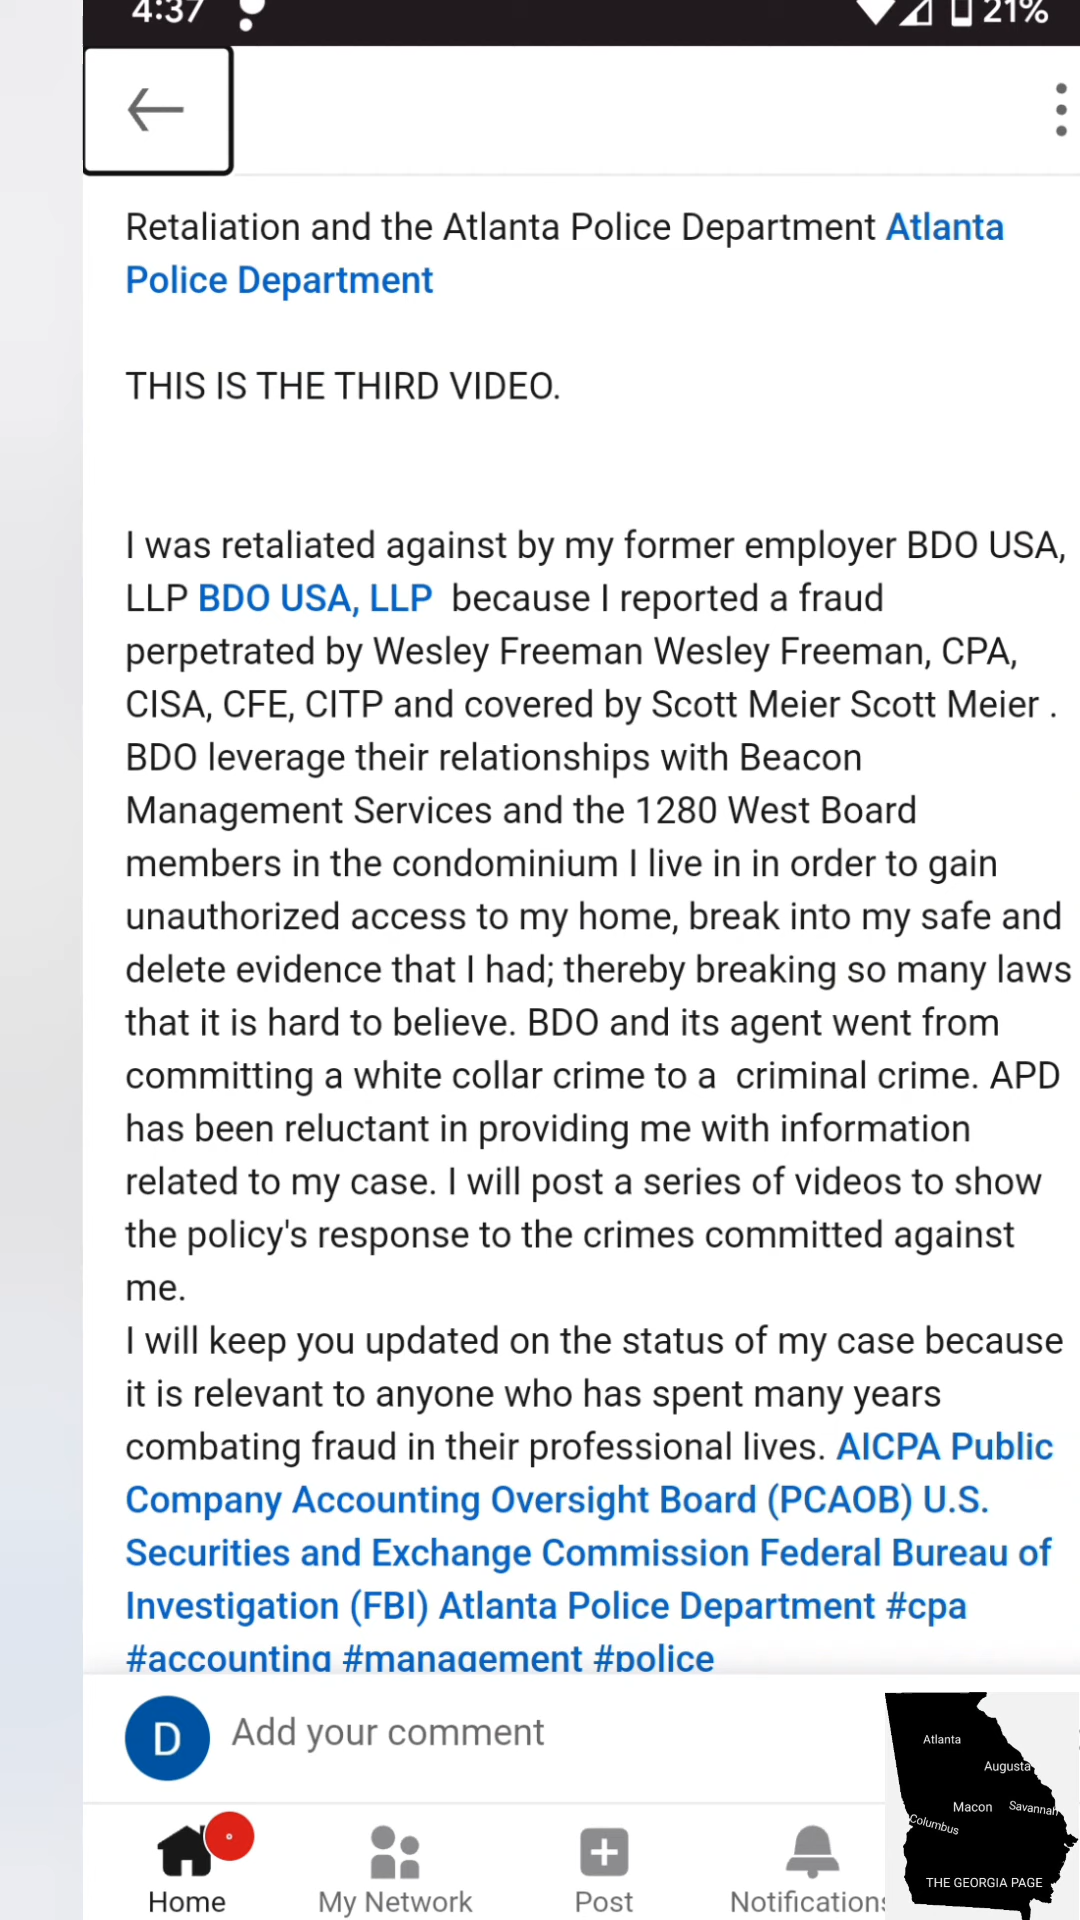 4:37
21%
Retaliation and the Atlanta Police Department Atlanta
Police Department
THIS IS THE THIRD VIDEO.
I was retaliated against by my former employer BDO USA,
LLP BDO USA, LLP because I reported a fraud
perpetrated by Wesley Freeman Wesley Freeman, CPA,
CISA, CFE, CITP and covered by Scott Meier Scott Meier .
BDO leverage their relationships with Beacon
Management Services and the 1280 West Board
members in the condominium I live in in order to gain
unauthorized access to my home, break into my safe and
delete evidence that I had; thereby breaking so many laws
that it is hard to believe. BDO and its agent went from
committing a white collar crime to a  criminal crime. APD
has been reluctant in providing me with information
related to my case. I will post a series of videos to show
the policy's response to the crimes committed against
me.
I will keep you updated on the status of my case because
it is relevant to anyone who has spent many years
combating fraud in their professional lives. AICPA Public
Company Accounting Oversight Board (PCAOB) U.S.
Securities and Exchange Commission Federal Bureau of
Investigation (FBI) Atlanta Police Department #cpa
#accounting #management #police
D
Add your comment
Home
My Network
Post
Notifications
Atlanta
Augusta
Macon
Savannah
Columbus
THE GEORGIA PAGE